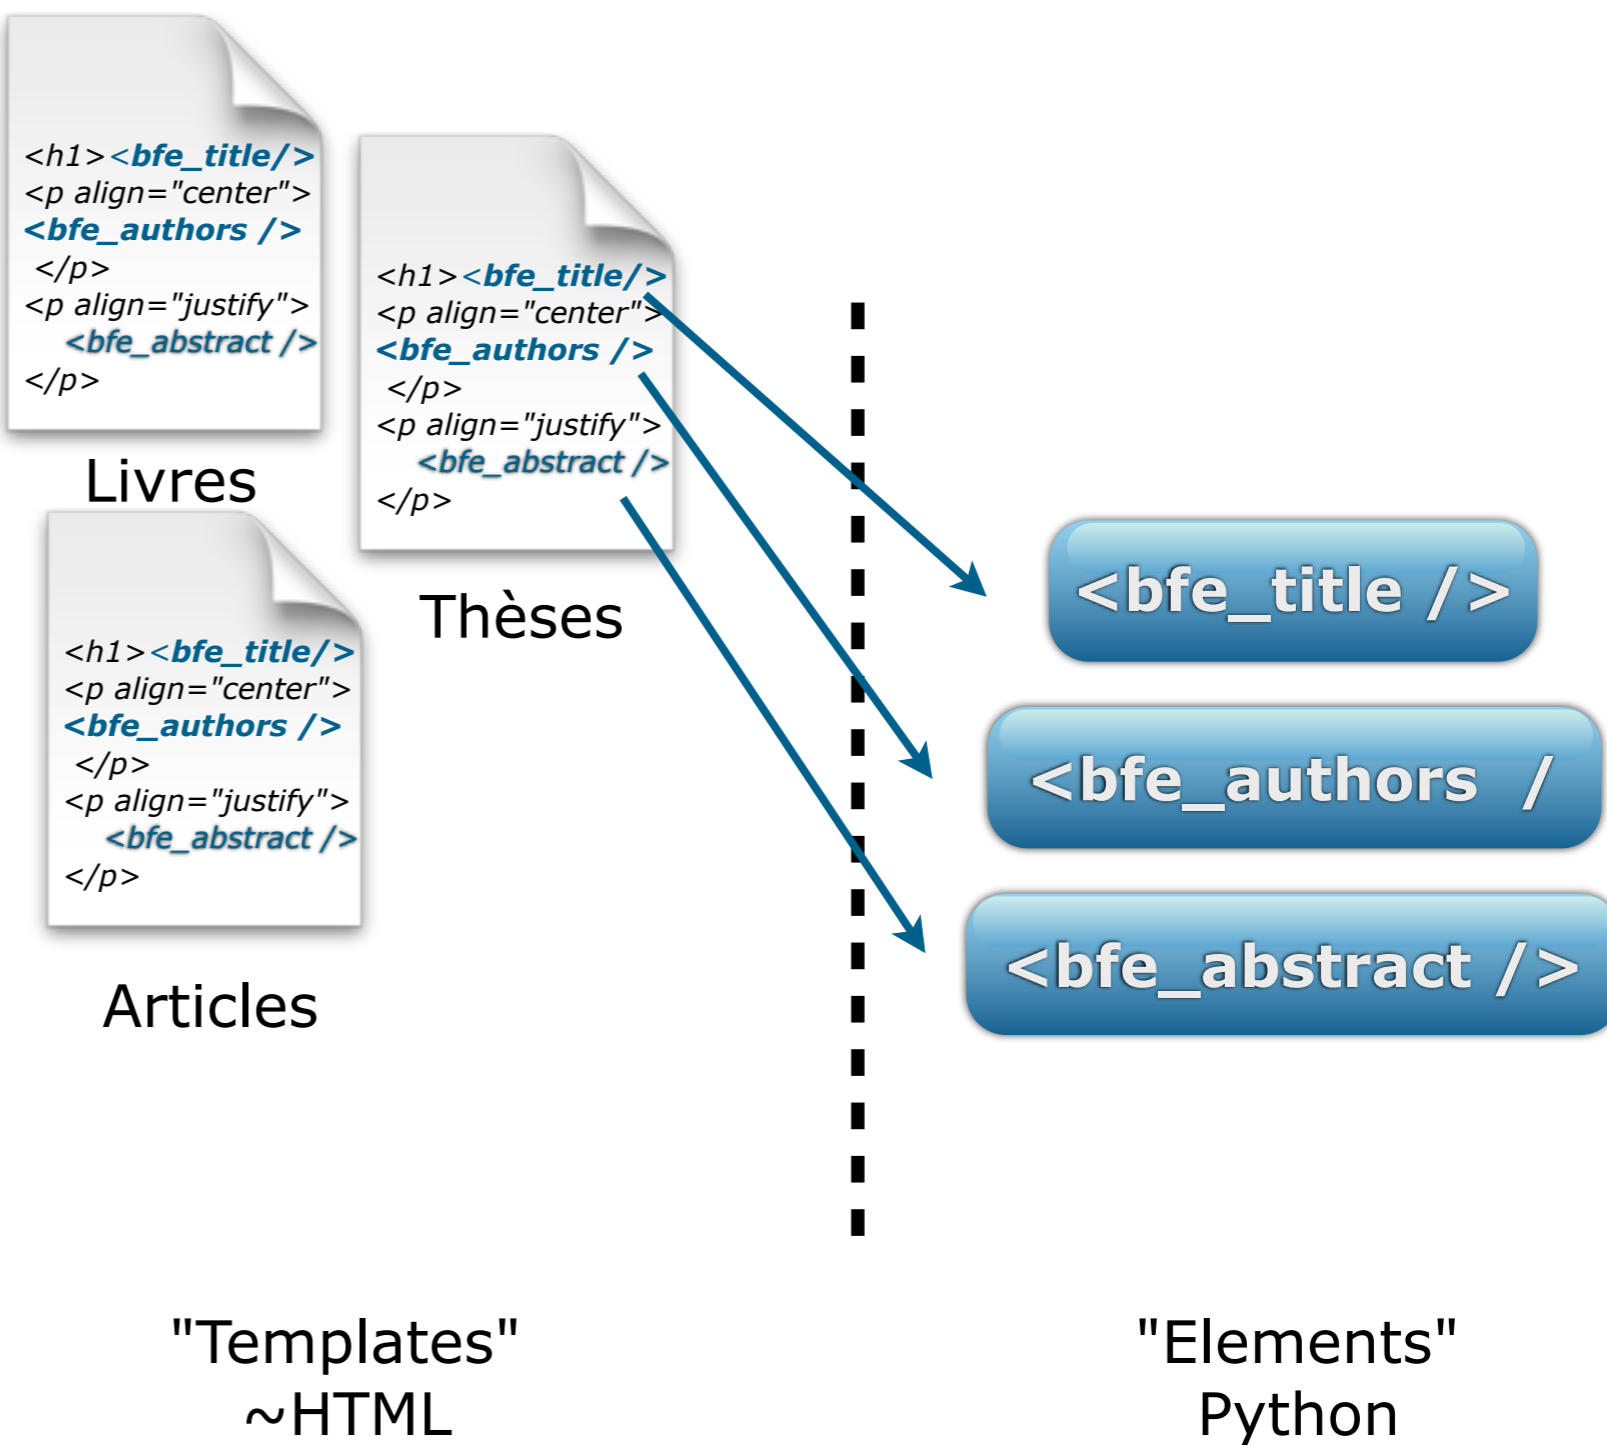 <h1><bfe_title/>
<p align="center">
<bfe_authors />
</p>
<p align="justify">
<bfe_abstract />
</p>
Livres
<h1><bfe_title/>
<p align="center">
<bfe_authors />
</p>
<p align="justify">
<bfe_abstract />
</p>
Thèses
<h1><bfe_title/>
<p align="center">
<bfe_authors />
</p>
<p align="justify">
<bfe_abstract />
</p>
Articles
<bfe_title />
<bfe_authors /
<bfe_abstract />
"Templates"
~HTML
"Elements"
Python